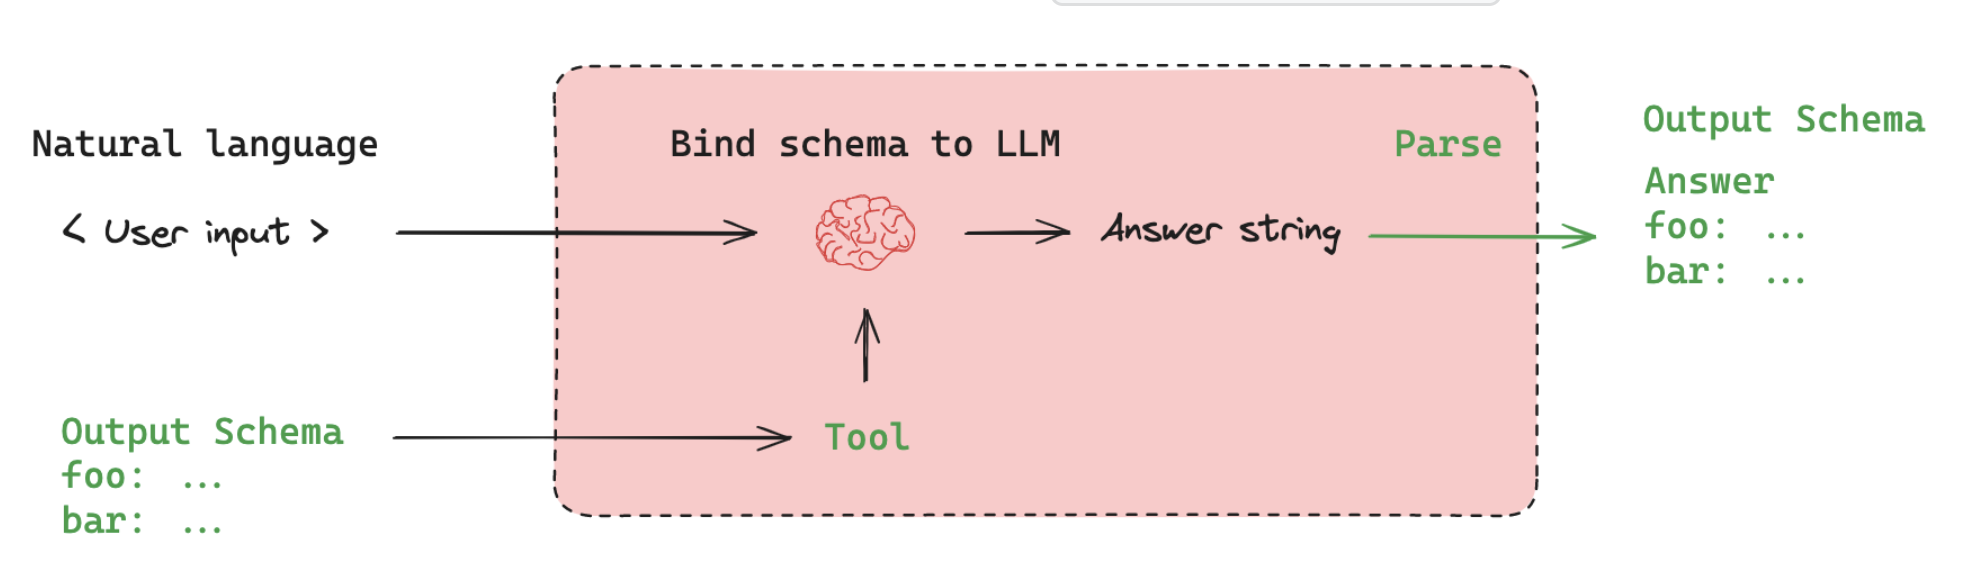 Natural language
< User input >
Output Schema
foo: ...
bar: ...
Bind schema to LLM
Answer string
Tool
Parse
Output Schema
Answer
foo: ...
bar: ...